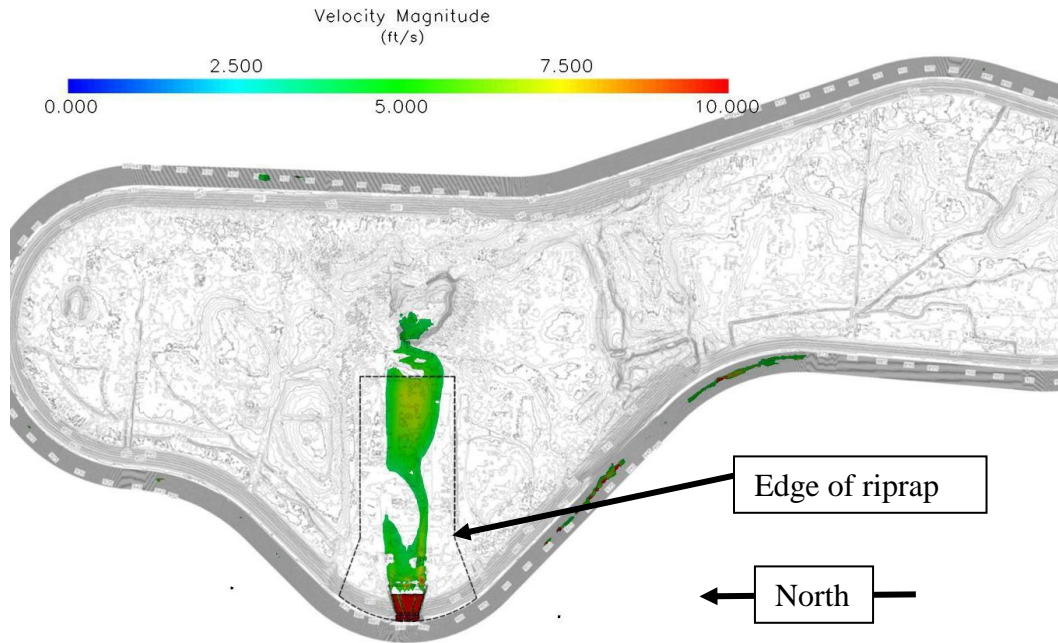 Velocity Magnitude
(ft/s)
2.500
7.500
0.000
5.000
10.000
Edge of riprap
North